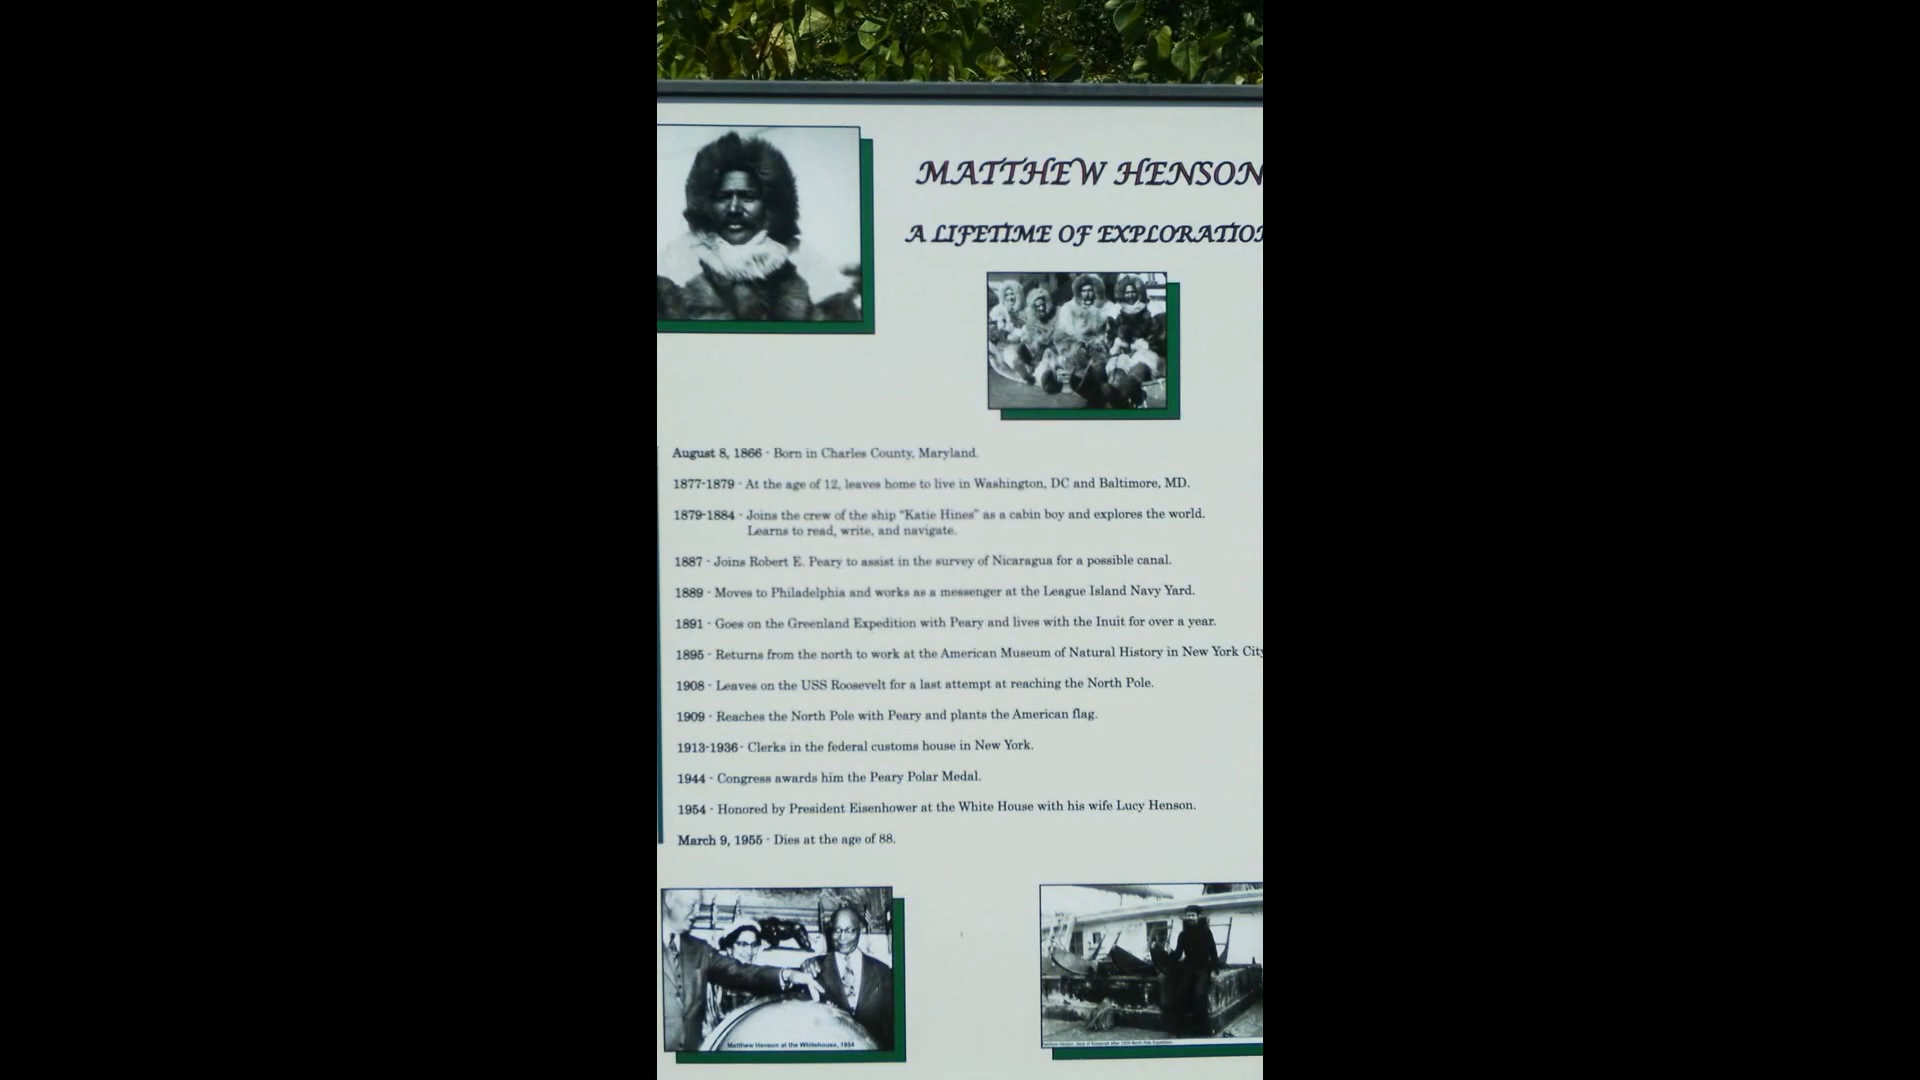 MATTHEW HENSON
A LIFETIME OF EXPLORATION
August 8, 1866 - Born in Charles County, Maryland.
1877-1879 - At the age of 12, leaves home to live in Washington, DC and Baltimore, MD.
1879-1884 - Joins the crew of the ship "Katie Hines" as a cabin boy and explores the world.
Learns to read, write, and navigate.
1887 - Joins Robert E. Peary to assist in the survey of Nicaragua for a possible canal.
1889 - Moves to Philadelphia and works as a messenger at the League Island Navy Yard.
1891 - Goes on the Greenland Expedition with Peary and lives with the Inuit for over a year.
1895 - Returns from the north to work at the American Museum of Natural History in New York City
1908 - Leaves on the USS Roosevelt for a last attempt at reaching the North Pole.
1909 - Reaches the North Pole with Peary and plants the American flag.
1913-1936 - Clerks in the federal customs house in New York.
1944 - Congress awards him the Peary Polar Medal.
1954 - Honored by President Eisenhower at the White House with his wife Lucy Henson.
March 9, 1955 - Dies at the age of 88.
Matthew Henson at the Whitehouse, 1954